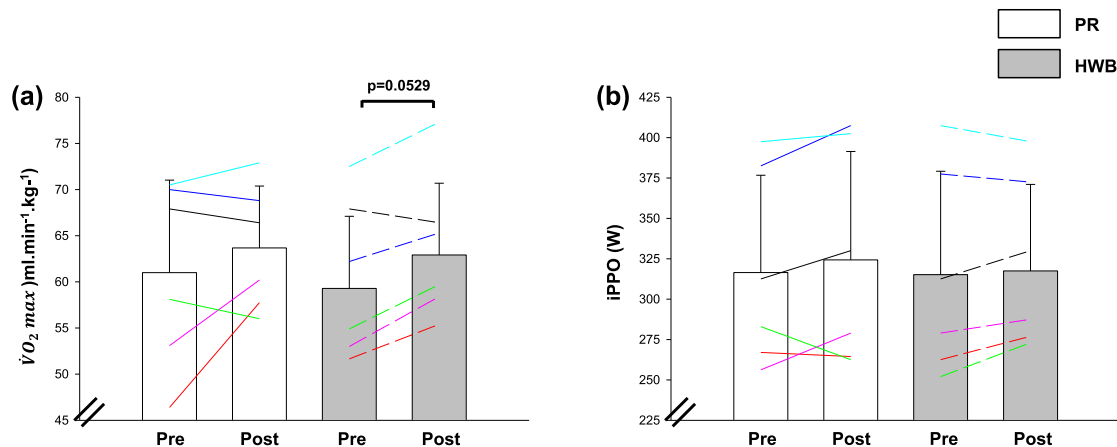 PR
HWB
(a)
p=0.0529
80
75
70
65
60
55
50
45
V̇O₂ max )ml.min⁻¹.kg⁻¹)
Pre
Post
Pre
Post
(b)
425
400
375
350
325
300
275
250
225
iPPO (W)
Pre
Post
Pre
Post